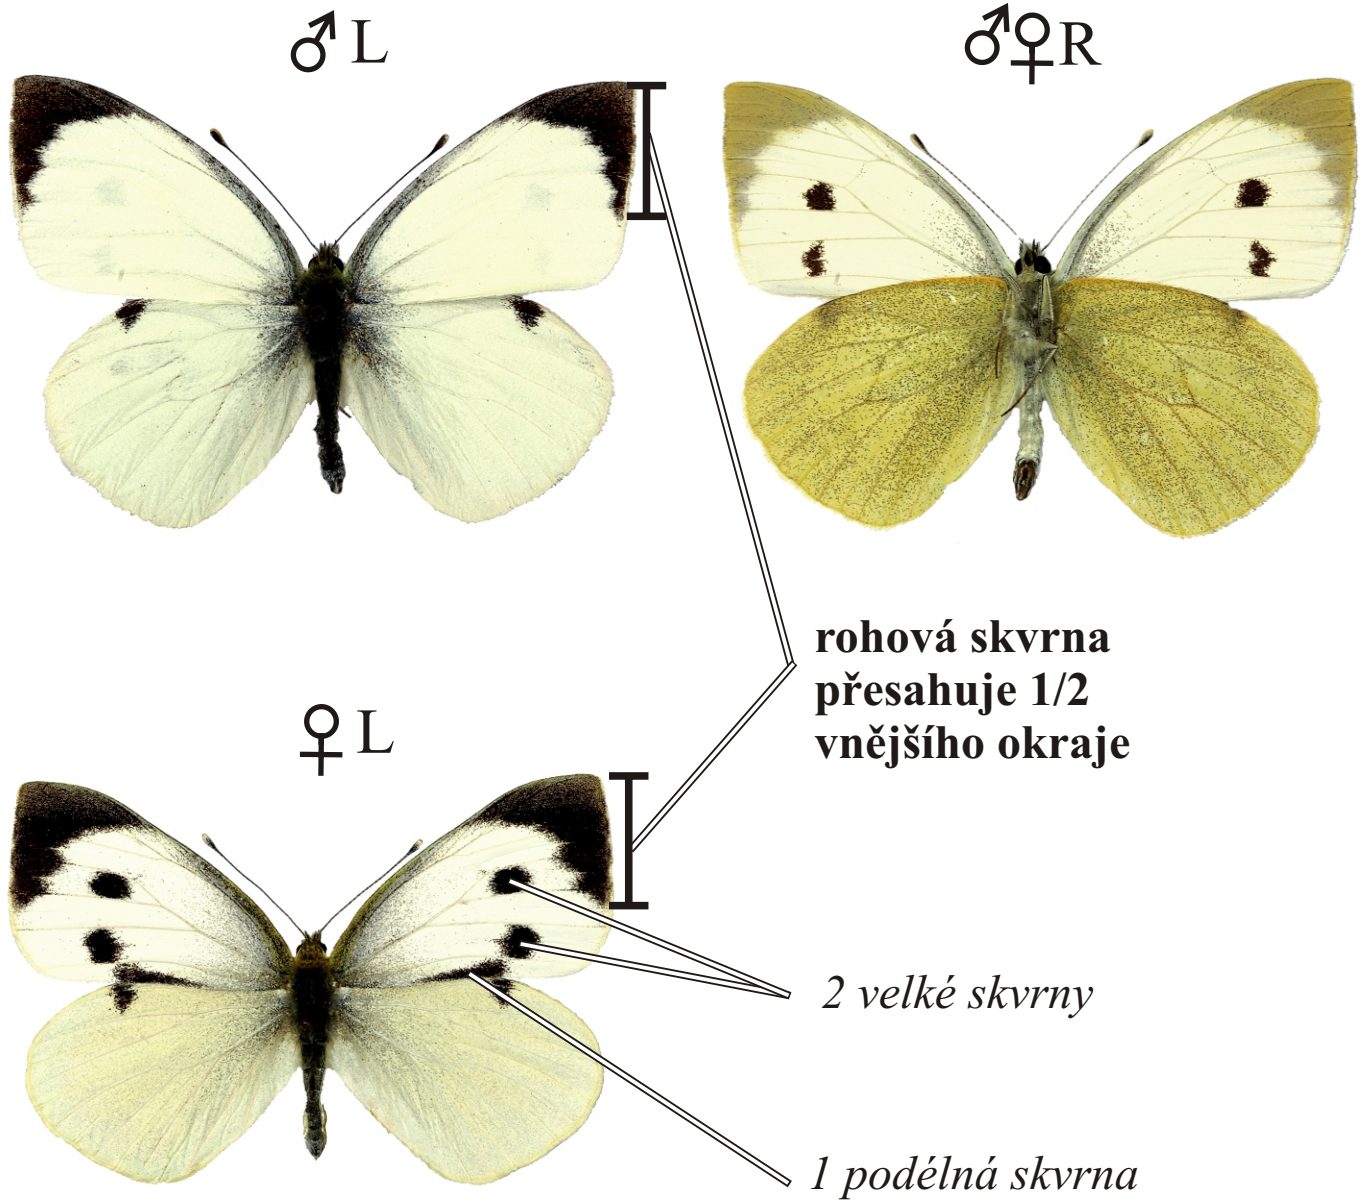 ♂ L
♂♀ R
rohová skvrna
přesahuje 1/2
vnějšího okraje
♀ L
2 velké skvrny
1 podélná skvrna